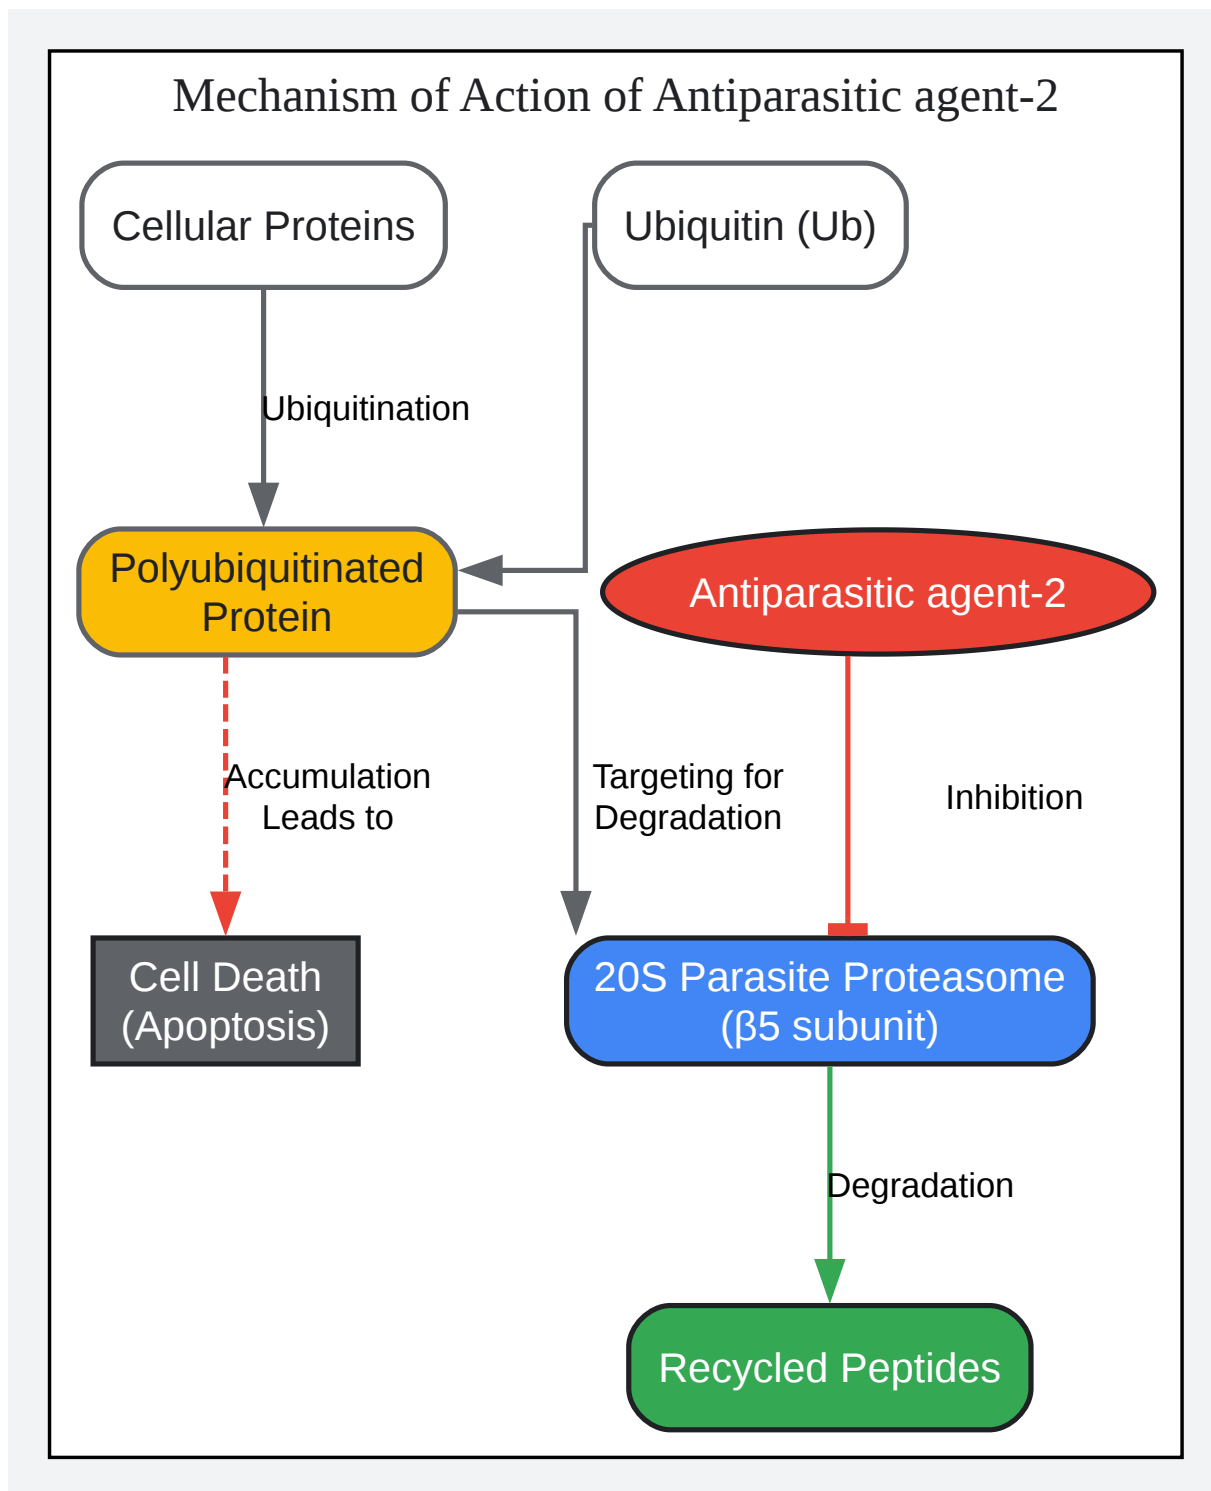 Mechanism of Action of Antiparasitic agent-2
Cellular Proteins
Ubiquitin (Ub)
Ubiquitination
Polyubiquitinated
Protein
Antiparasitic agent-2
Accumulation
Leads to
Targeting for
Degradation
Inhibition
Cell Death
(Apoptosis)
20S Parasite Proteasome
(β5 subunit)
Degradation
Recycled Peptides